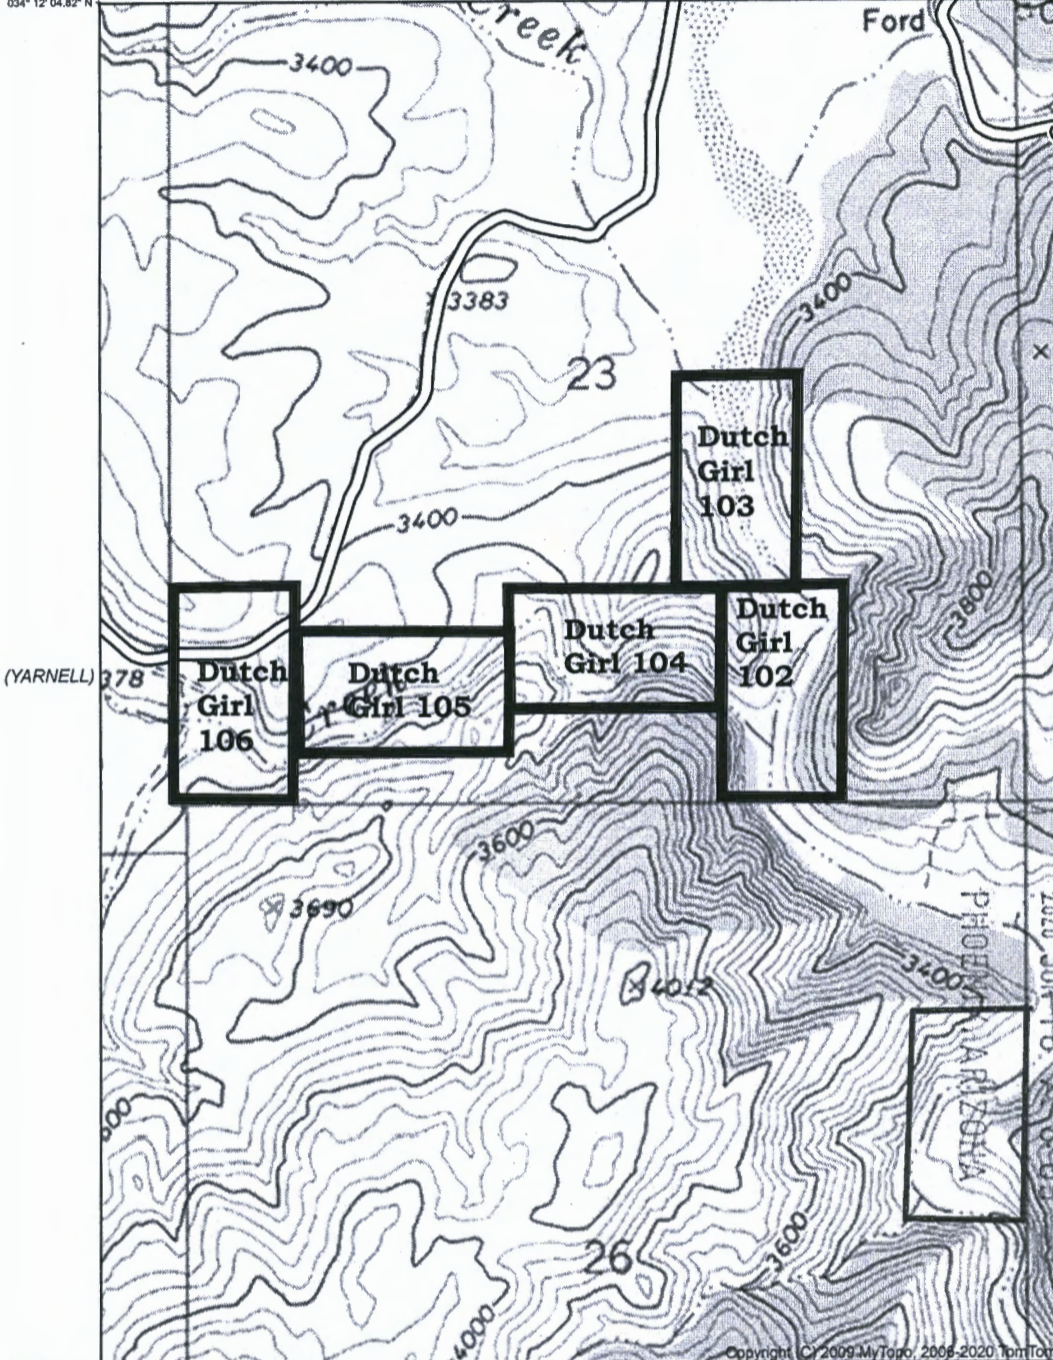 034° 12' 04.82" N
Creek
Ford
3400
3383
3400
23
Dutch
Girl
103
3400
3800
Dutch
Girl
102
Dutch
Girl 104
(YARNELL)
378
Dutch
Girl
106
Dutch
Girl 105
3600
3690
4012
3400
PHOENIX ARIZONA
26
3600
4000
Copyright (C) 2009 MyTopo, 2006-2020 TomTom